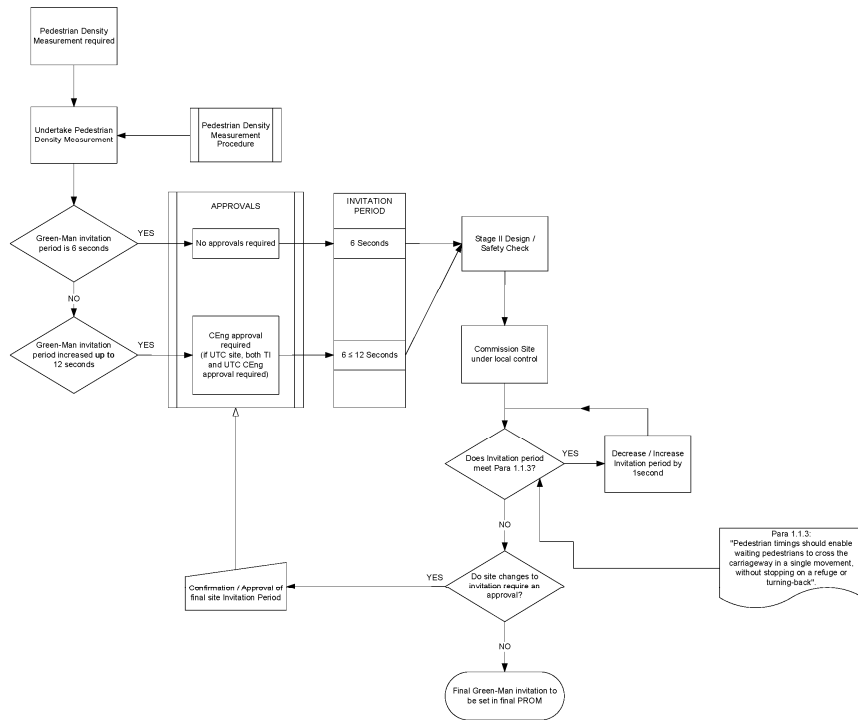 Pedestrian Density
Measurement required
Undertake Pedestrian
Density Measurement
Pedestrian Density
Measurement
Procedure
APPROVALS
INVITATION
PERIOD
Green-Man invitation
period is 6 seconds
YES
No approvals required
6 Seconds
Stage II Design /
Safety Check
NO
Green-Man invitation
period increased up to
12 seconds
YES
CEng approval
required
(if UTC site, both TI
and UTC CEng
approval required)
6 ≤ 12 Seconds
Commission Site
under local control
Does Invitation period
meet Para 1.1.3?
YES
Decrease / Increase
Invitation period by
1second
NO
Para 1.1.3:
"Pedestrian timings should enable
waiting pedestrians to cross the
carriageway in a single movement,
without stopping on a refuge or
turning-back".
Do site changes to
invitation require an
approval?
YES
Confirmation / Approval of
final site Invitation Period
NO
Final Green-Man invitation to
be set in final PROM